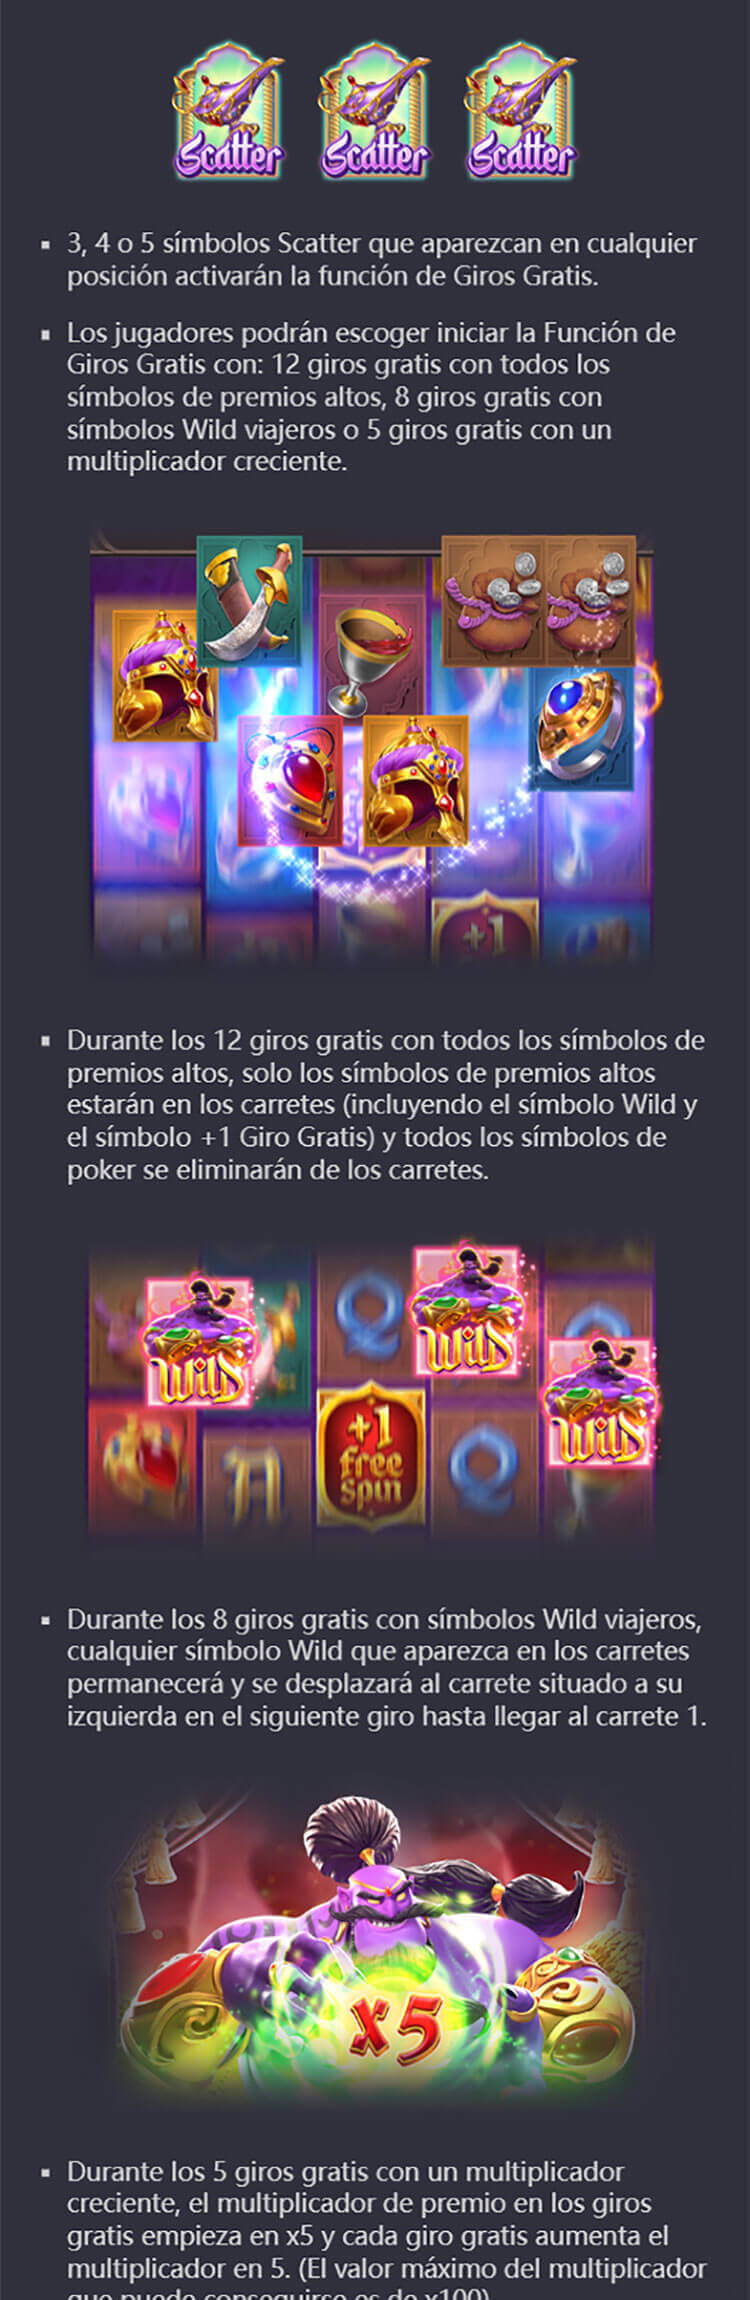 Scatter Scatter Scatter
3, 4 o 5 símbolos Scatter que aparezcan en cualquier
posición activarán la función de Giros Gratis.
Los jugadores podrán escoger iniciar la Función de
Giros Gratis con: 12 giros gratis con todos los
símbolos de premios altos, 8 giros gratis con
símbolos Wild viajeros o 5 giros gratis con un
multiplicador creciente.
+1
Durante los 12 giros gratis con todos los símbolos de
premios altos, solo los símbolos de premios altos
estarán en los carretes (incluyendo el símbolo Wild y
el símbolo +1 Giro Gratis) y todos los símbolos de
poker se eliminarán de los carretes.
Wild
Q
Wild
Q
Wild
A
+1
free
spin
Q
Durante los 8 giros gratis con símbolos Wild viajeros,
cualquier símbolo Wild que aparezca en los carretes
permanecerá y se desplazará al carrete situado a su
izquierda en el siguiente giro hasta llegar al carrete 1.
x5
Durante los 5 giros gratis con un multiplicador
creciente, el multiplicador de premio en los giros
gratis empieza en x5 y cada giro gratis aumenta el
multiplicador en 5. (El valor máximo del multiplicador
que puede conseguirse es de x100)